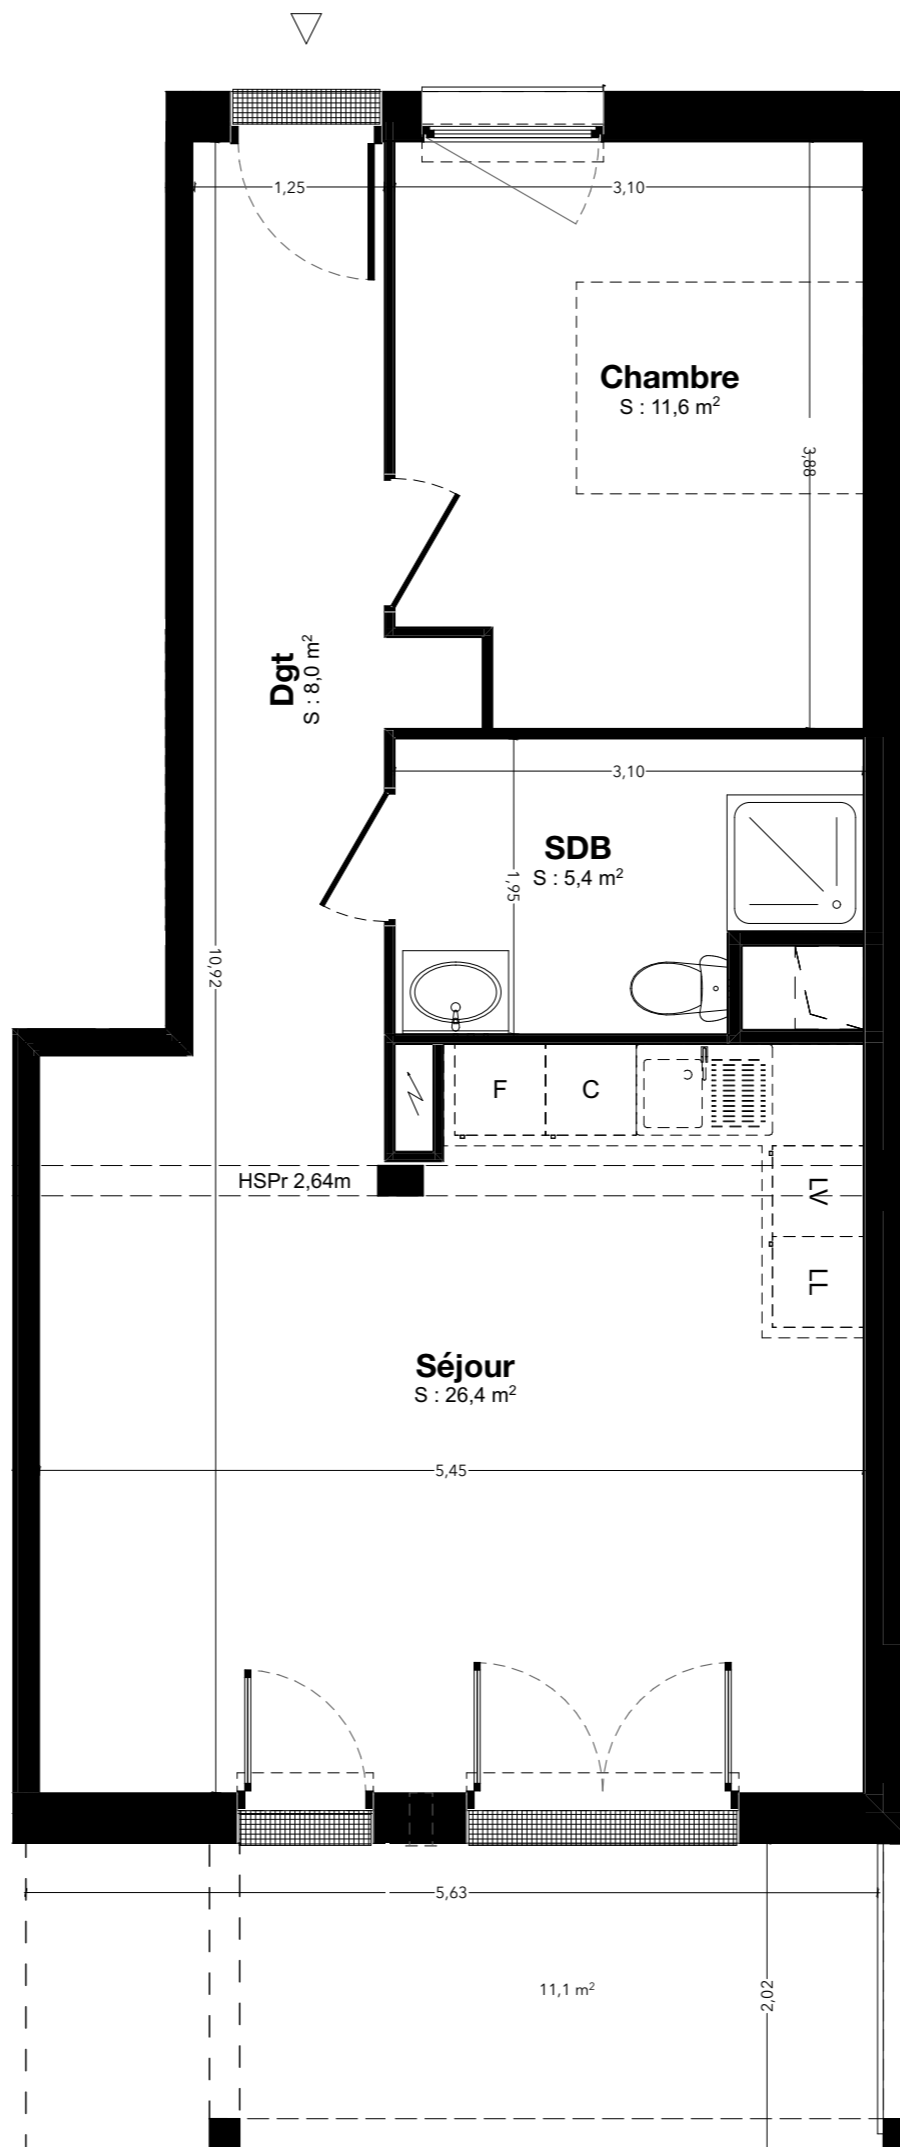 1,25
3,10
Chambre
S : 11,6 m²
3,88
Dgt
S : 8,0 m²
3,10
SDB
S : 5,4 m²
1,95
10,92
F
C
HSPr 2,64m
LV
LL
Séjour
S : 26,4 m²
5,45
5,63
11,1 m²
2,02